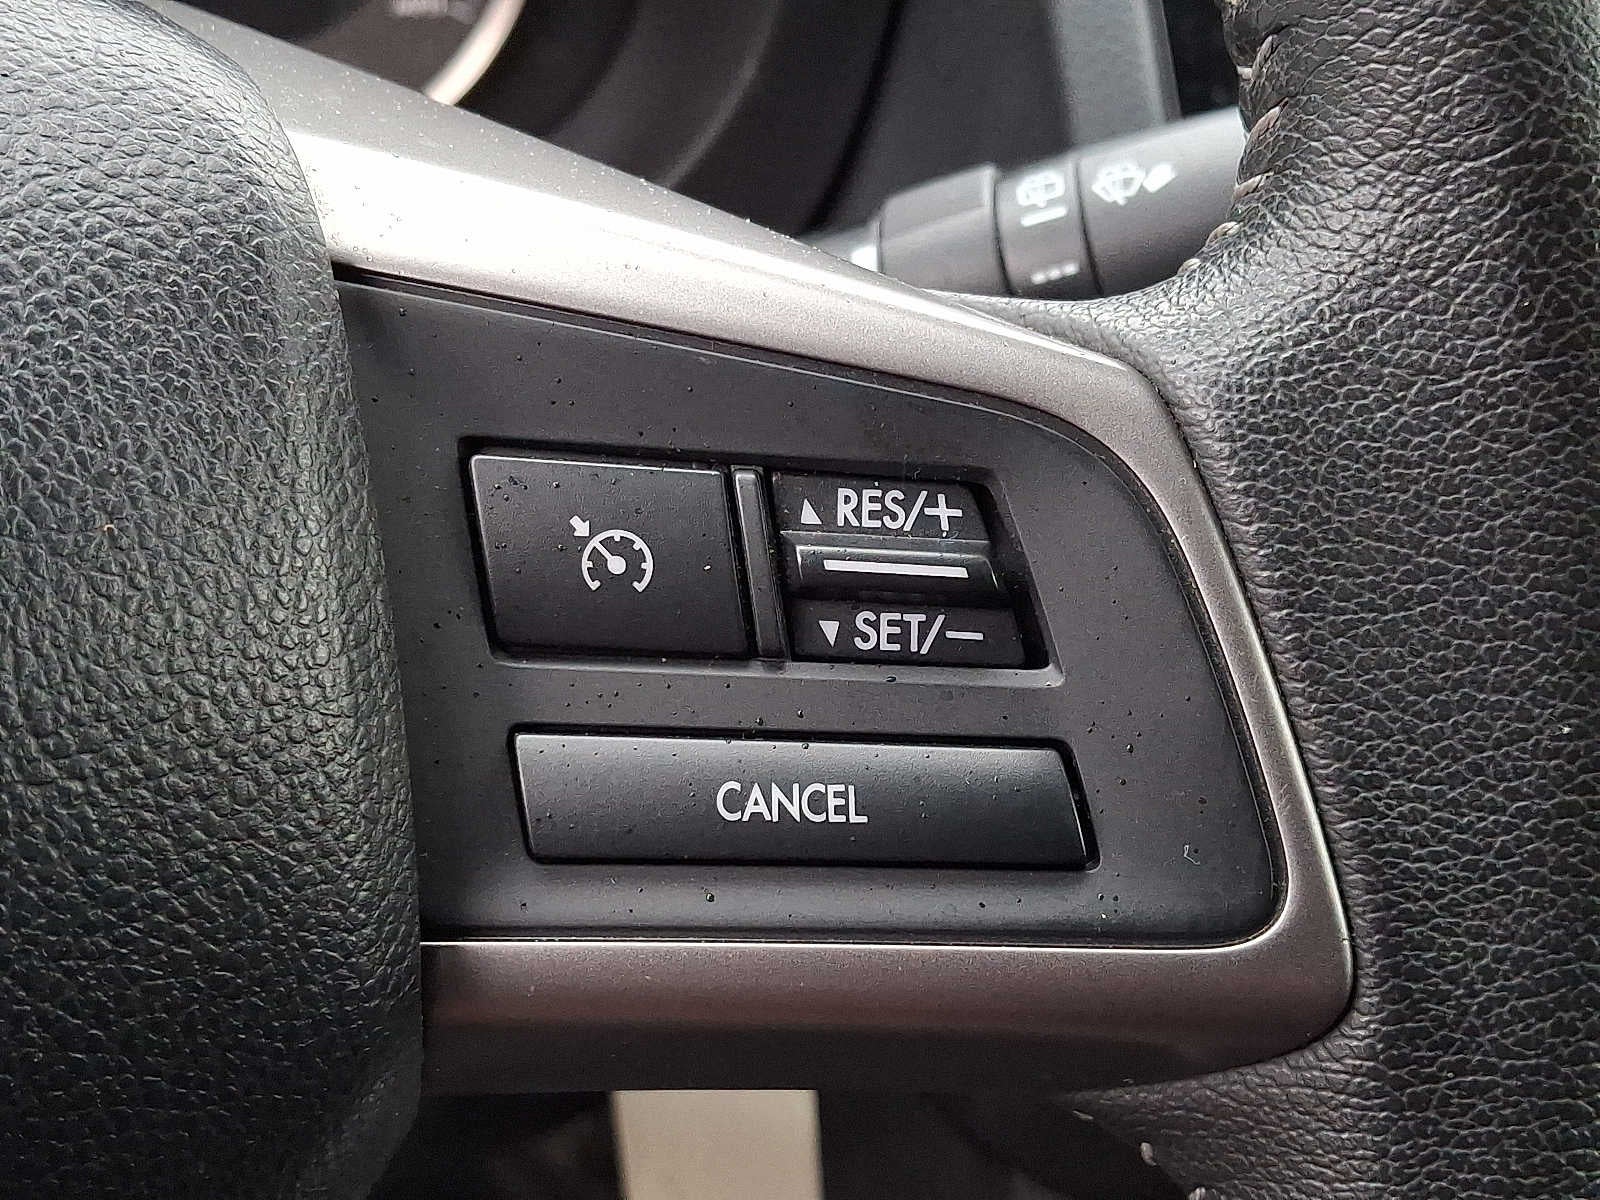 ▲ RES/+
▼ SET/−
CANCEL